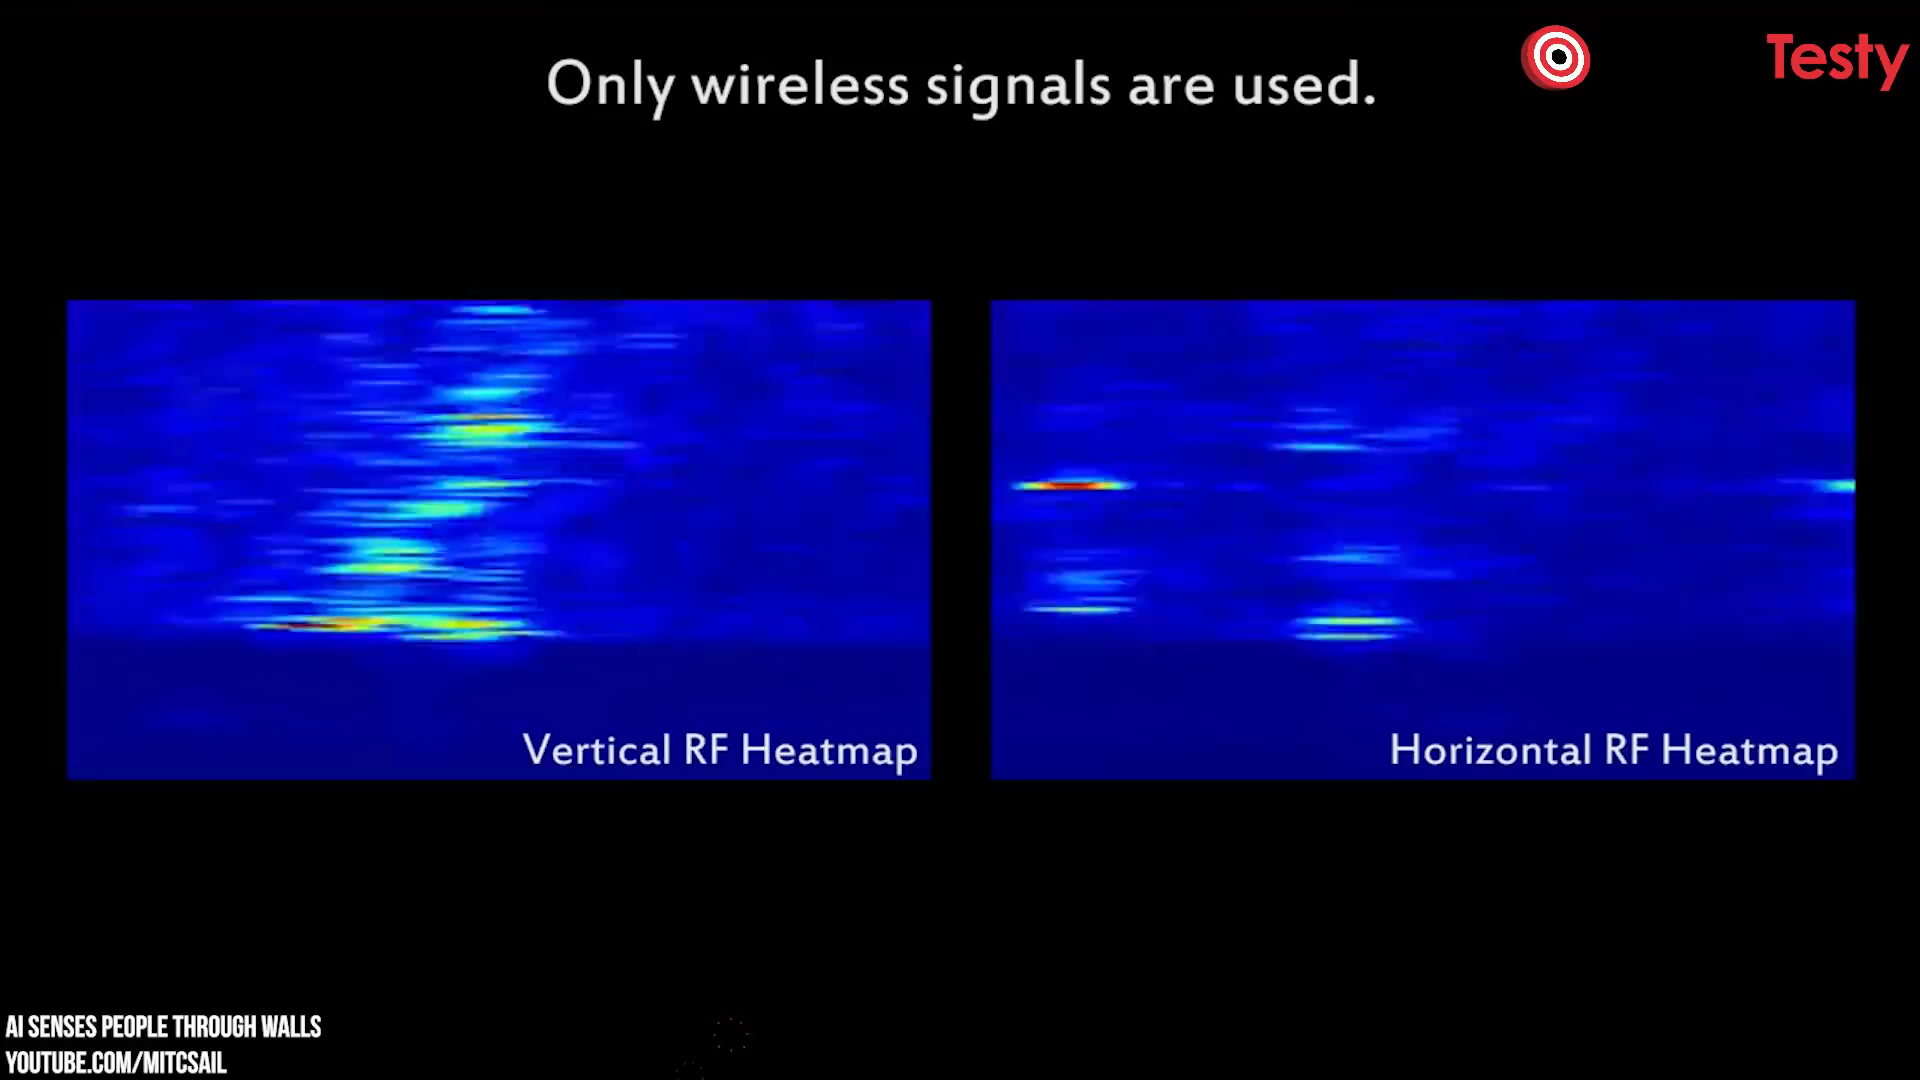 Only wireless signals are used.
Testy
Vertical RF Heatmap
Horizontal RF Heatmap
AI SENSES PEOPLE THROUGH WALLS
YOUTUBE.COM/MITCSAIL